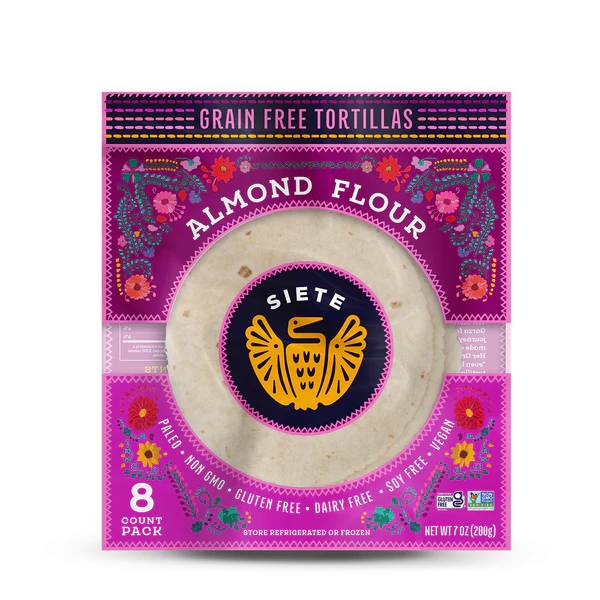 GRAIN FREE TORTILLAS
ALMOND FLOUR
SIETE
PALEO • NON GMO • GLUTEN FREE • DAIRY FREE • SOY FREE • VEGAN
8
COUNT
PACK
STORE REFRIGERATED OR FROZEN
GLUTEN
FREE
NET WT 7 OZ (200g)